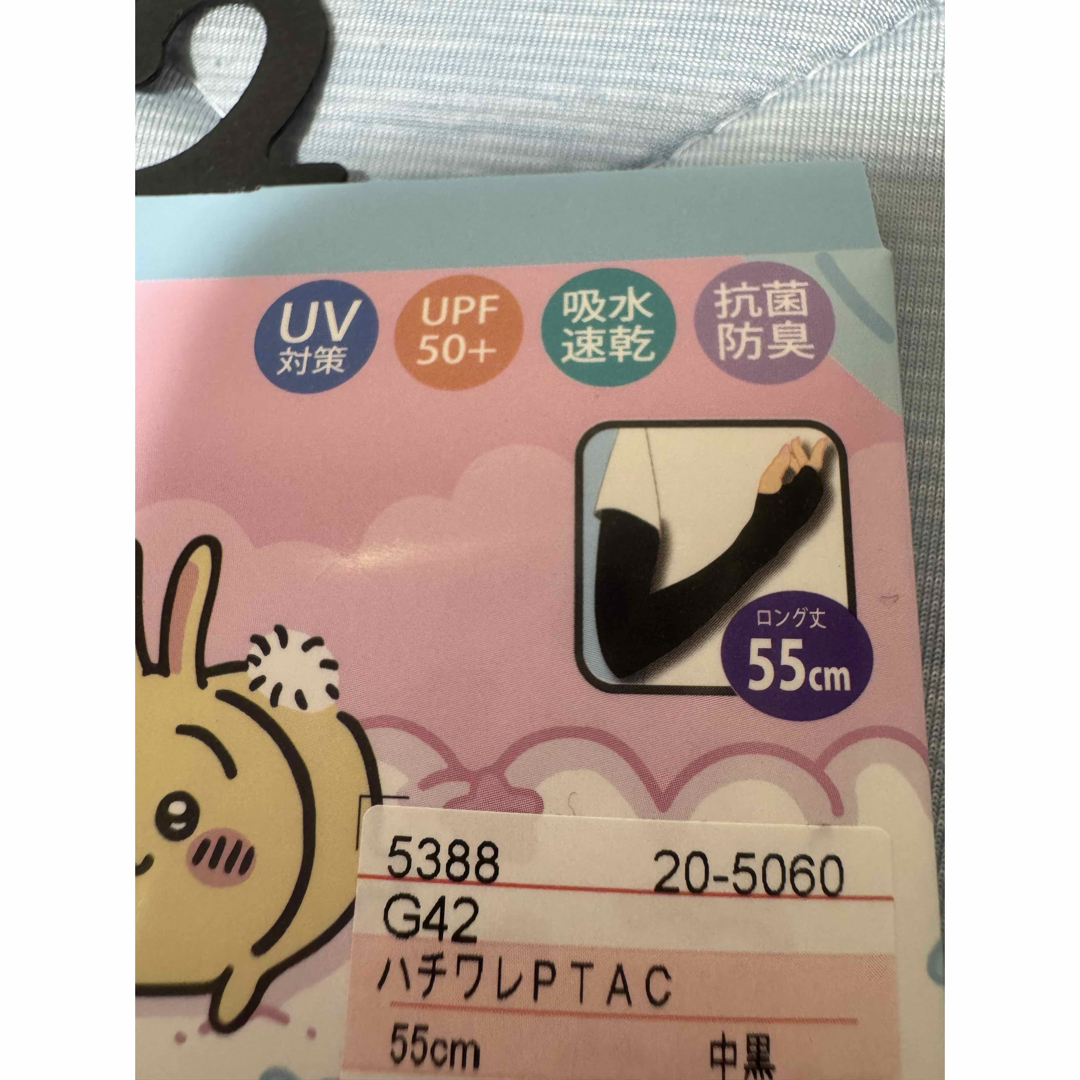 UV
対策
UPF
50+
吸水
速乾
抗菌
防臭
ロング丈
55cm
5388 20-5060
G42
ハチワレPTAC
55cm 中黒